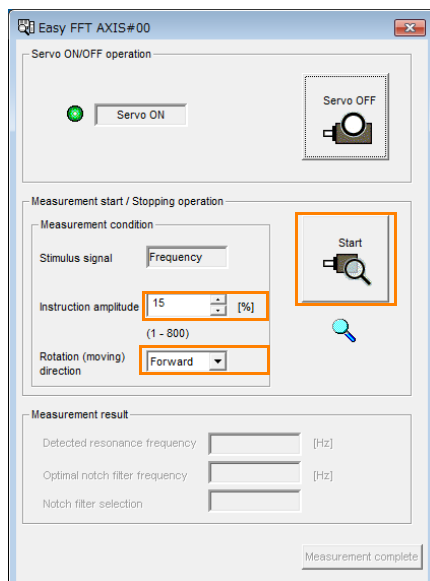 Easy FFT AXIS#00
Servo ON/OFF operation
Servo ON
Servo OFF
Measurement start / Stopping operation
Measurement condition
Stimulus signal
Frequency
Start
Instruction amplitude
15
[%]
(1 - 800)
Rotation (moving)
direction
Forward
Measurement result
Detected resonance frequency
[Hz]
Optimal notch filter frequency
[Hz]
Notch filter selection
Measurement complete